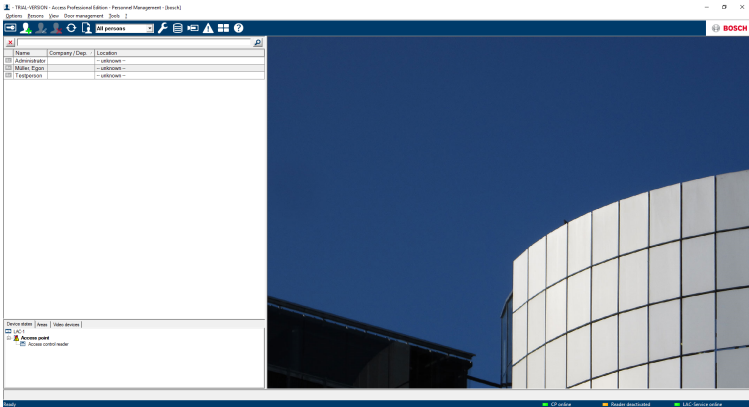 - TRIAL-VERSION - Access Professional Edition - Personnel Management - [bosch]
Options Persons View Door management Tools ?
All persons
BOSCH
Name Company / Dep. Location
Administrator -- unknown --
Müller, Egon -- unknown --
Testperson -- unknown --
Device states Areas Video devices
LAC-1
Access point
Access control reader
Ready CP online Reader deactivated LAC-Service online